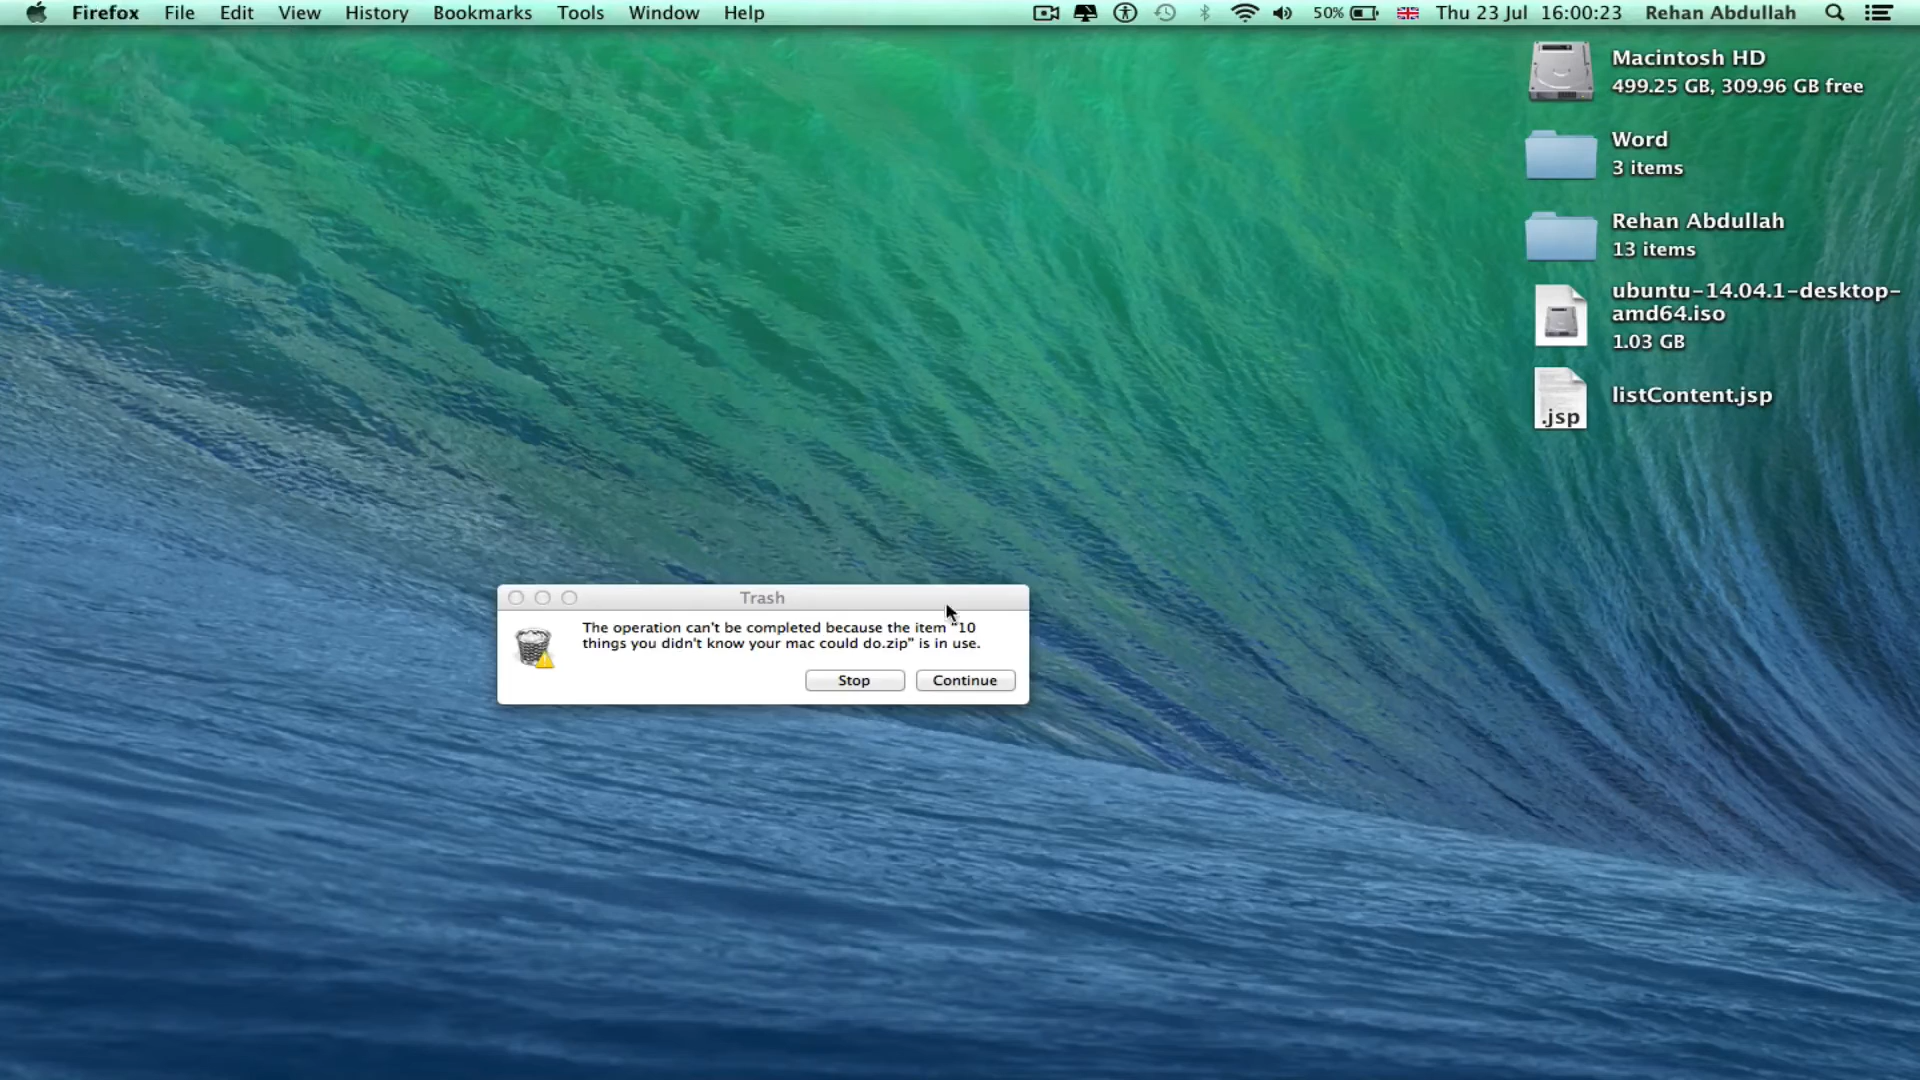 Firefox File Edit View History Bookmarks Tools Window Help 50% Thu 23 Jul 16:00:23 Rehan Abdullah
Macintosh HD
499.25 GB, 309.96 GB free
Word
3 items
Rehan Abdullah
13 items
ubuntu-14.04.1-desktop-
amd64.iso
1.03 GB
.jsp
listContent.jsp
Trash
The operation can't be completed because the item "10
things you didn't know your mac could do.zip" is in use.
Stop Continue